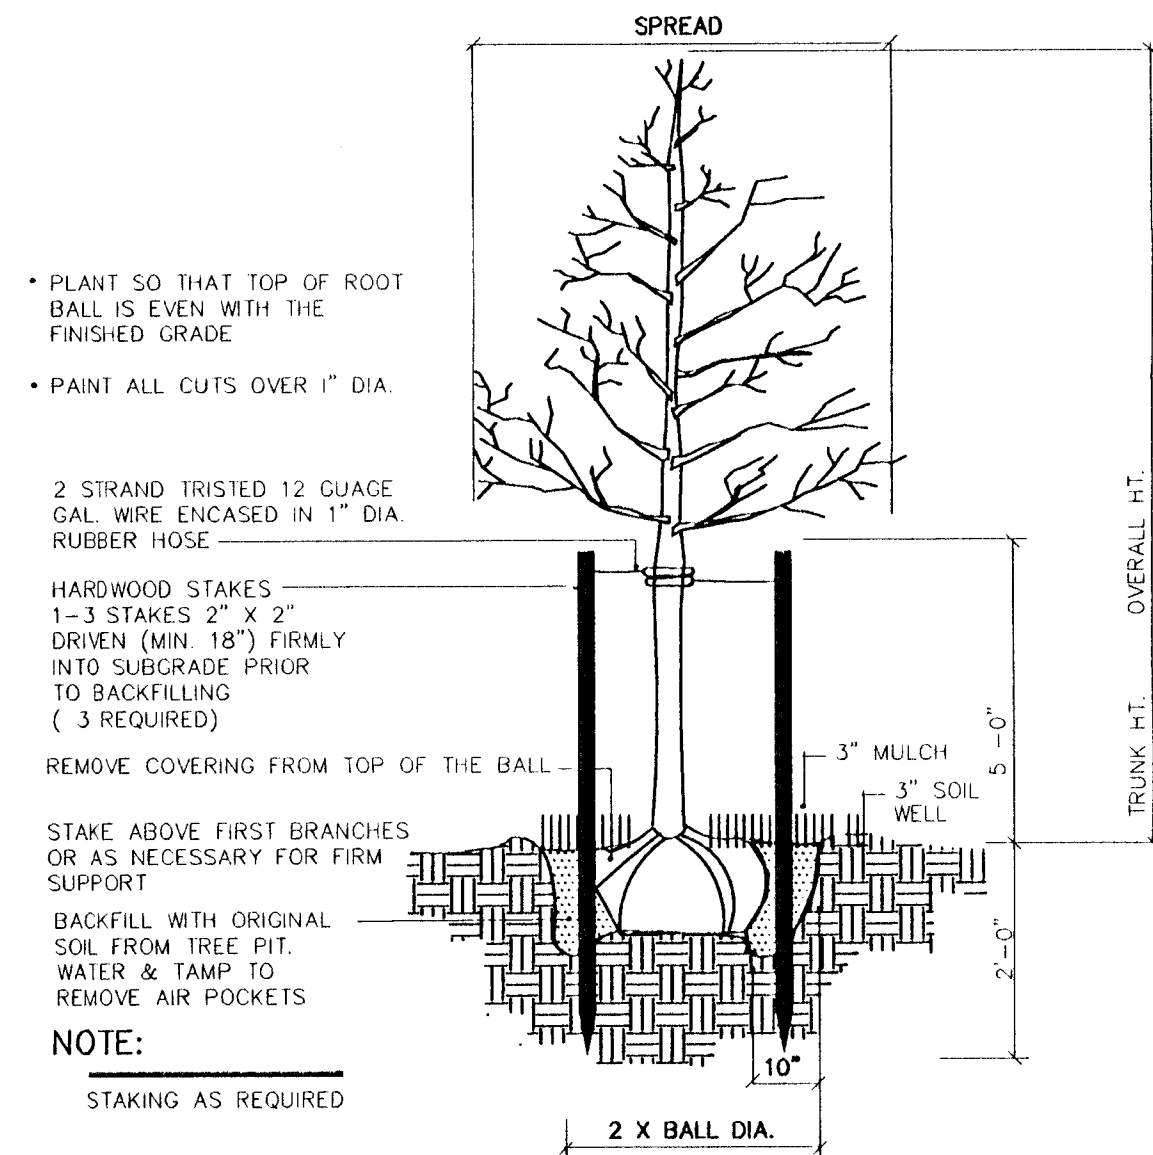 SPREAD
• PLANT SO THAT TOP OF ROOT
BALL IS EVEN WITH THE
FINISHED GRADE
• PAINT ALL CUTS OVER 1" DIA.
2 STRAND TRISTED 12 GUAGE
GAL. WIRE ENCASED IN 1" DIA.
RUBBER HOSE
HARDWOOD STAKES
1-3 STAKES 2" X 2"
DRIVEN (MIN. 18") FIRMLY
INTO SUBGRADE PRIOR
TO BACKFILLING
( 3 REQUIRED)
REMOVE COVERING FROM TOP OF THE BALL
STAKE ABOVE FIRST BRANCHES
OR AS NECESSARY FOR FIRM
SUPPORT
BACKFILL WITH ORIGINAL
SOIL FROM TREE PIT.
WATER & TAMP TO
REMOVE AIR POCKETS
NOTE:
STAKING AS REQUIRED
3" MULCH
3" SOIL
WELL
5 -0"
2'-0"
TRUNK HT. OVERALL HT.
10"
2 X BALL DIA.